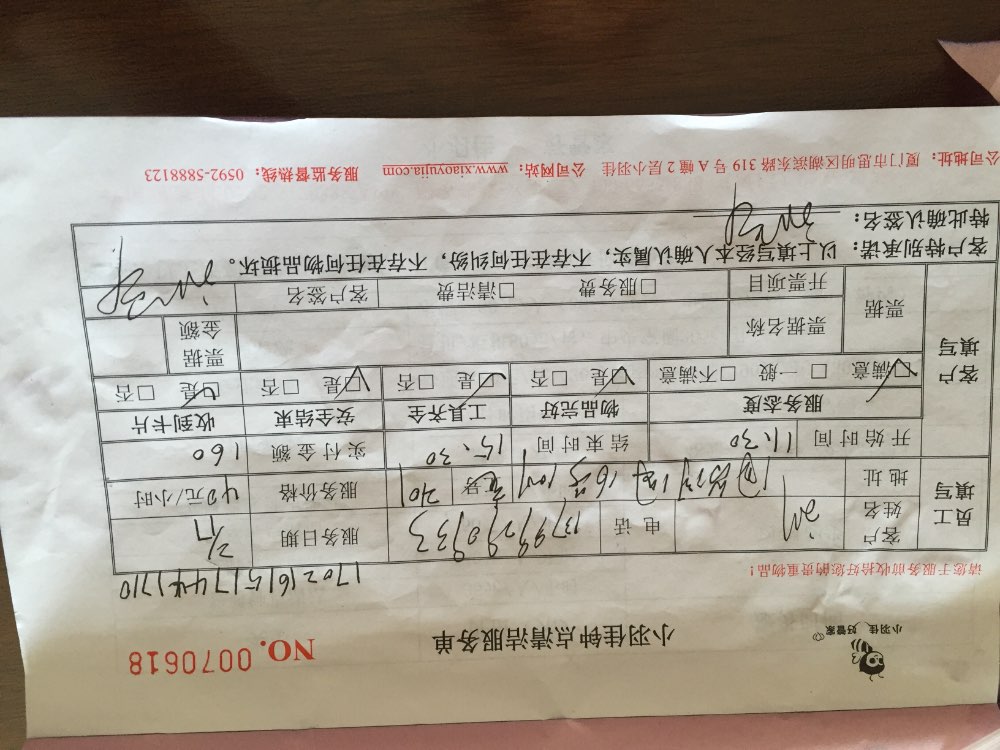 小羽佳 好管家
小羽佳钟点清洁服务单
NO. 0070618
请您于服务前收拾好您的贵重物品!
员工填写
客户姓名
电话
服务日期 2/17
地址
服务价格 40元/小时
开始时间 11:30 结束时间 15:30 实付金额 160
客户填写
服务态度 物品完好 工具齐全 安全结束 收到卡片
☑满意 □一般 □不满意 ☑是 □否 ☑是 □否 ☑是 □否 ☑是 □否
票据 票据名称 票据金额
开票项目 □服务费 □清洁费 客户签名
客户特别承诺: 以上填写经本人确认属实, 不存在任何纠纷, 不存在任何物品损坏。
特此确认签名:
公司地址: 厦门市思明区湖滨东路 319 号 A 幢 2 层小羽佳 公司网站: www.xiaoyujia.com 服务监督热线: 0592-5888123